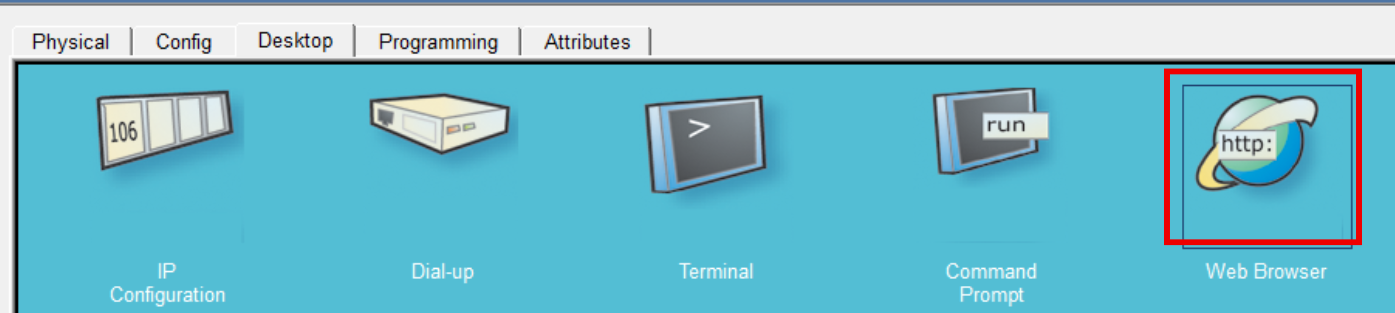 Physical
Config
Desktop
Programming
Attributes
106
>
run
http:
IP
Configuration
Dial-up
Terminal
Command
Prompt
Web Browser